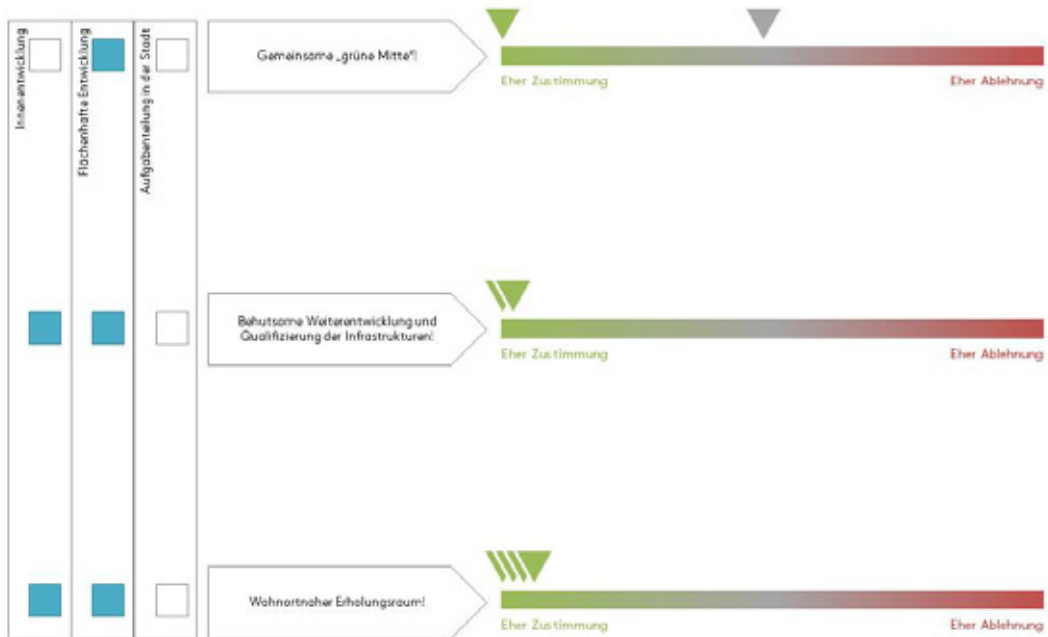 Innenentwicklung
Flächenhafte Entwicklung
Aufgabenteilung in der Stadt
Gemeinsame „grüne Mitte“!
Eher Zustimmung
Eher Ablehnung
Behutsame Weiterentwicklung und
Qualifizierung der Infrastrukturen!
Eher Zustimmung
Eher Ablehnung
Wohnortnaher Erholungsraum!
Eher Zustimmung
Eher Ablehnung